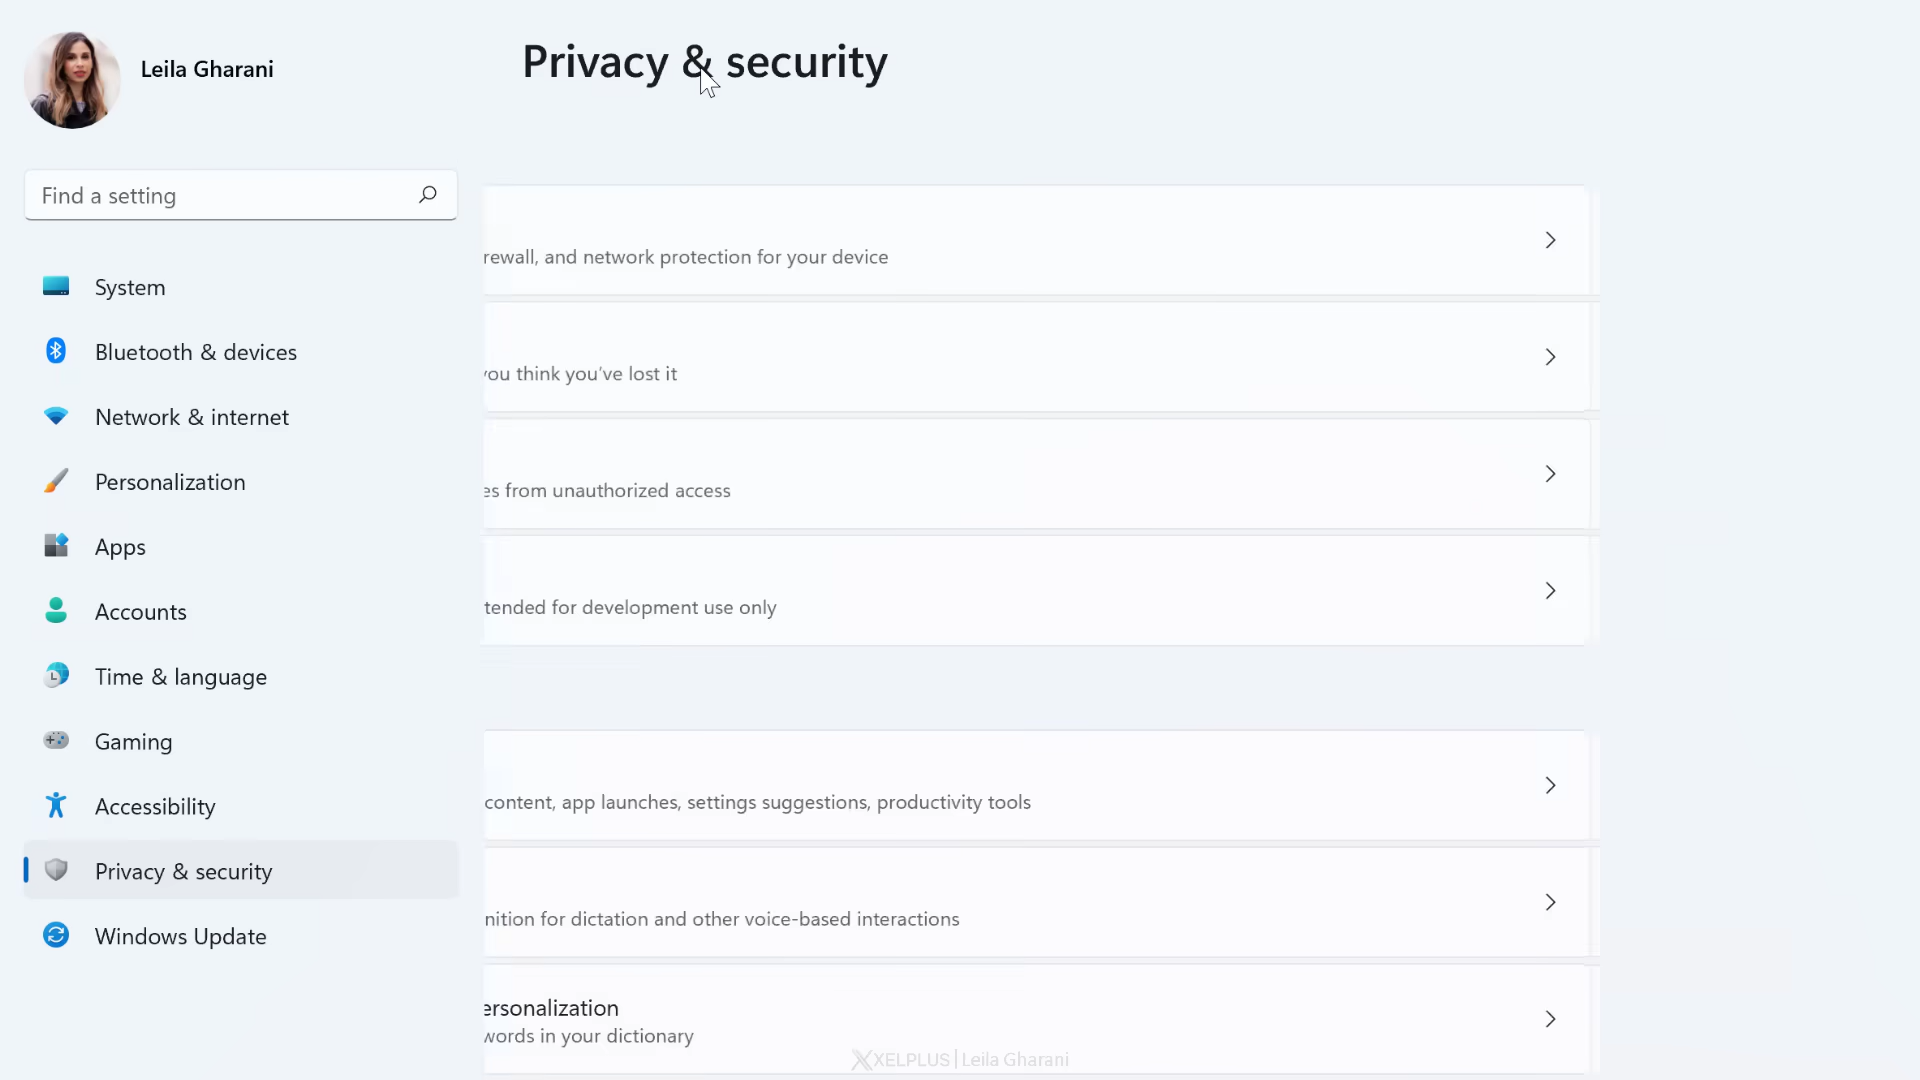 Leila Gharani
Find a setting
System
Bluetooth & devices
Network & internet
Personalization
Apps
Accounts
Time & language
Gaming
Accessibility
Privacy & security
Windows Update
Privacy & security
rewall, and network protection for your device
you think you've lost it
es from unauthorized access
tended for development use only
content, app launches, settings suggestions, productivity tools
nition for dictation and other voice-based interactions
ersonalization
words in your dictionary
XELPLUS | Leila Gharani